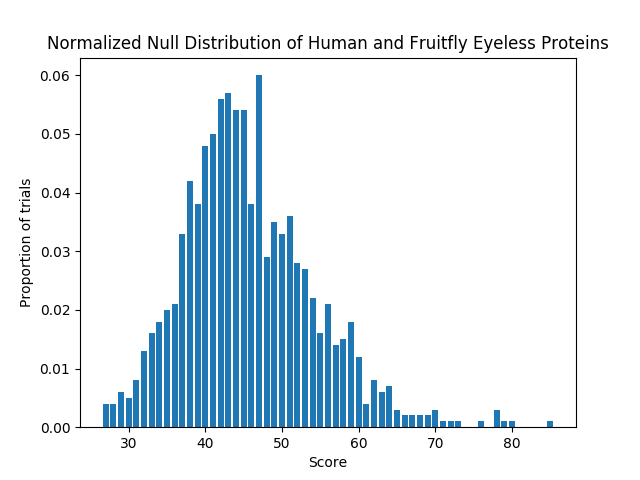 Normalized Null Distribution of Human and Fruitfly Eyeless Proteins
0.06
0.05
0.04
0.03
0.02
0.01
0.00
Proportion of trials
30 40 50 60 70 80
Score